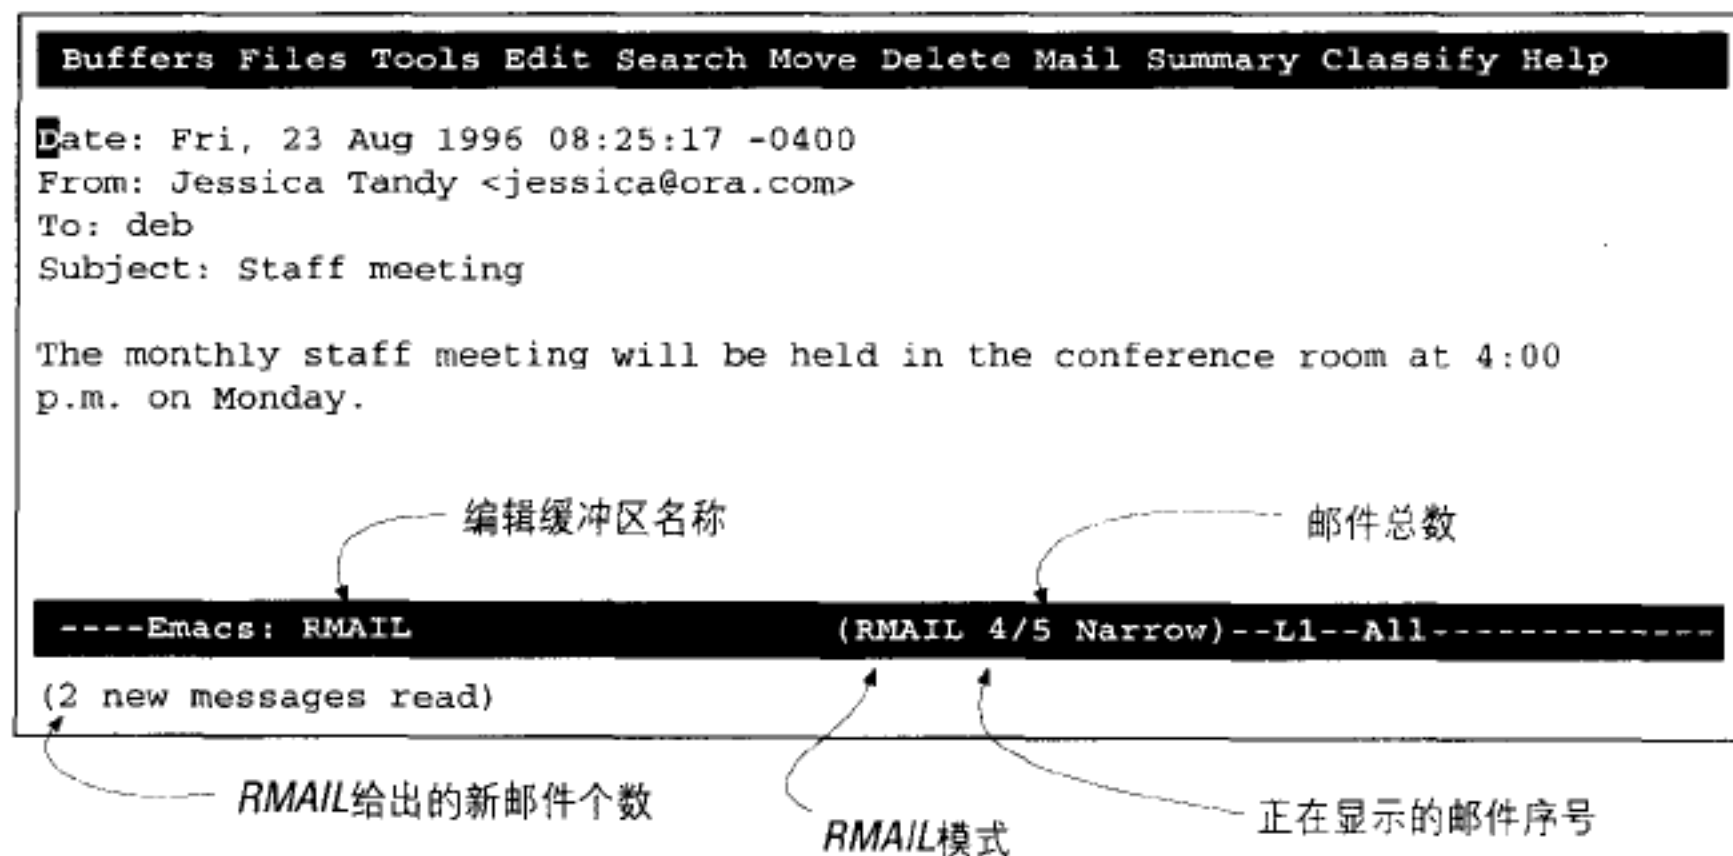 Buffers Files Tools Edit Search Move Delete Mail Summary Classify Help
Date: Fri, 23 Aug 1996 08:25:17 -0400
From: Jessica Tandy <jessica@ora.com>
To: deb
Subject: Staff meeting
The monthly staff meeting will be held in the conference room at 4:00
p.m. on Monday.
编辑缓冲区名称
邮件总数
----Emacs: RMAIL (RMAIL 4/5 Narrow)--L1--All-------------
(2 new messages read)
RMAIL给出的新邮件个数
RMAIL模式
正在显示的邮件序号